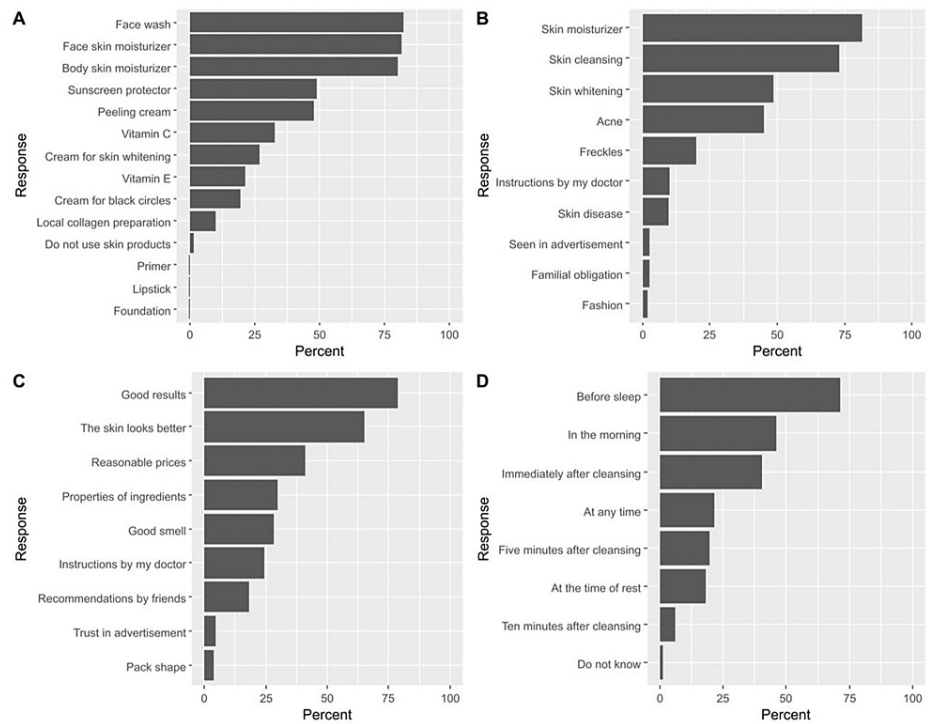 A
Response
Face wash
Face skin moisturizer
Body skin moisturizer
Sunscreen protector
Peeling cream
Vitamin C
Cream for skin whitening
Vitamin E
Cream for black circles
Local collagen preparation
Do not use skin products
Primer
Lipstick
Foundation
0 25 50 75 100
Percent
B
Response
Skin moisturizer
Skin cleansing
Skin whitening
Acne
Freckles
Instructions by my doctor
Skin disease
Seen in advertisement
Familial obligation
Fashion
0 25 50 75 100
Percent
C
Response
Good results
The skin looks better
Reasonable prices
Properties of ingredients
Good smell
Instructions by my doctor
Recommendations by friends
Trust in advertisement
Pack shape
0 25 50 75 100
Percent
D
Response
Before sleep
In the morning
Immediately after cleansing
At any time
Five minutes after cleansing
At the time of rest
Ten minutes after cleansing
Do not know
0 25 50 75 100
Percent